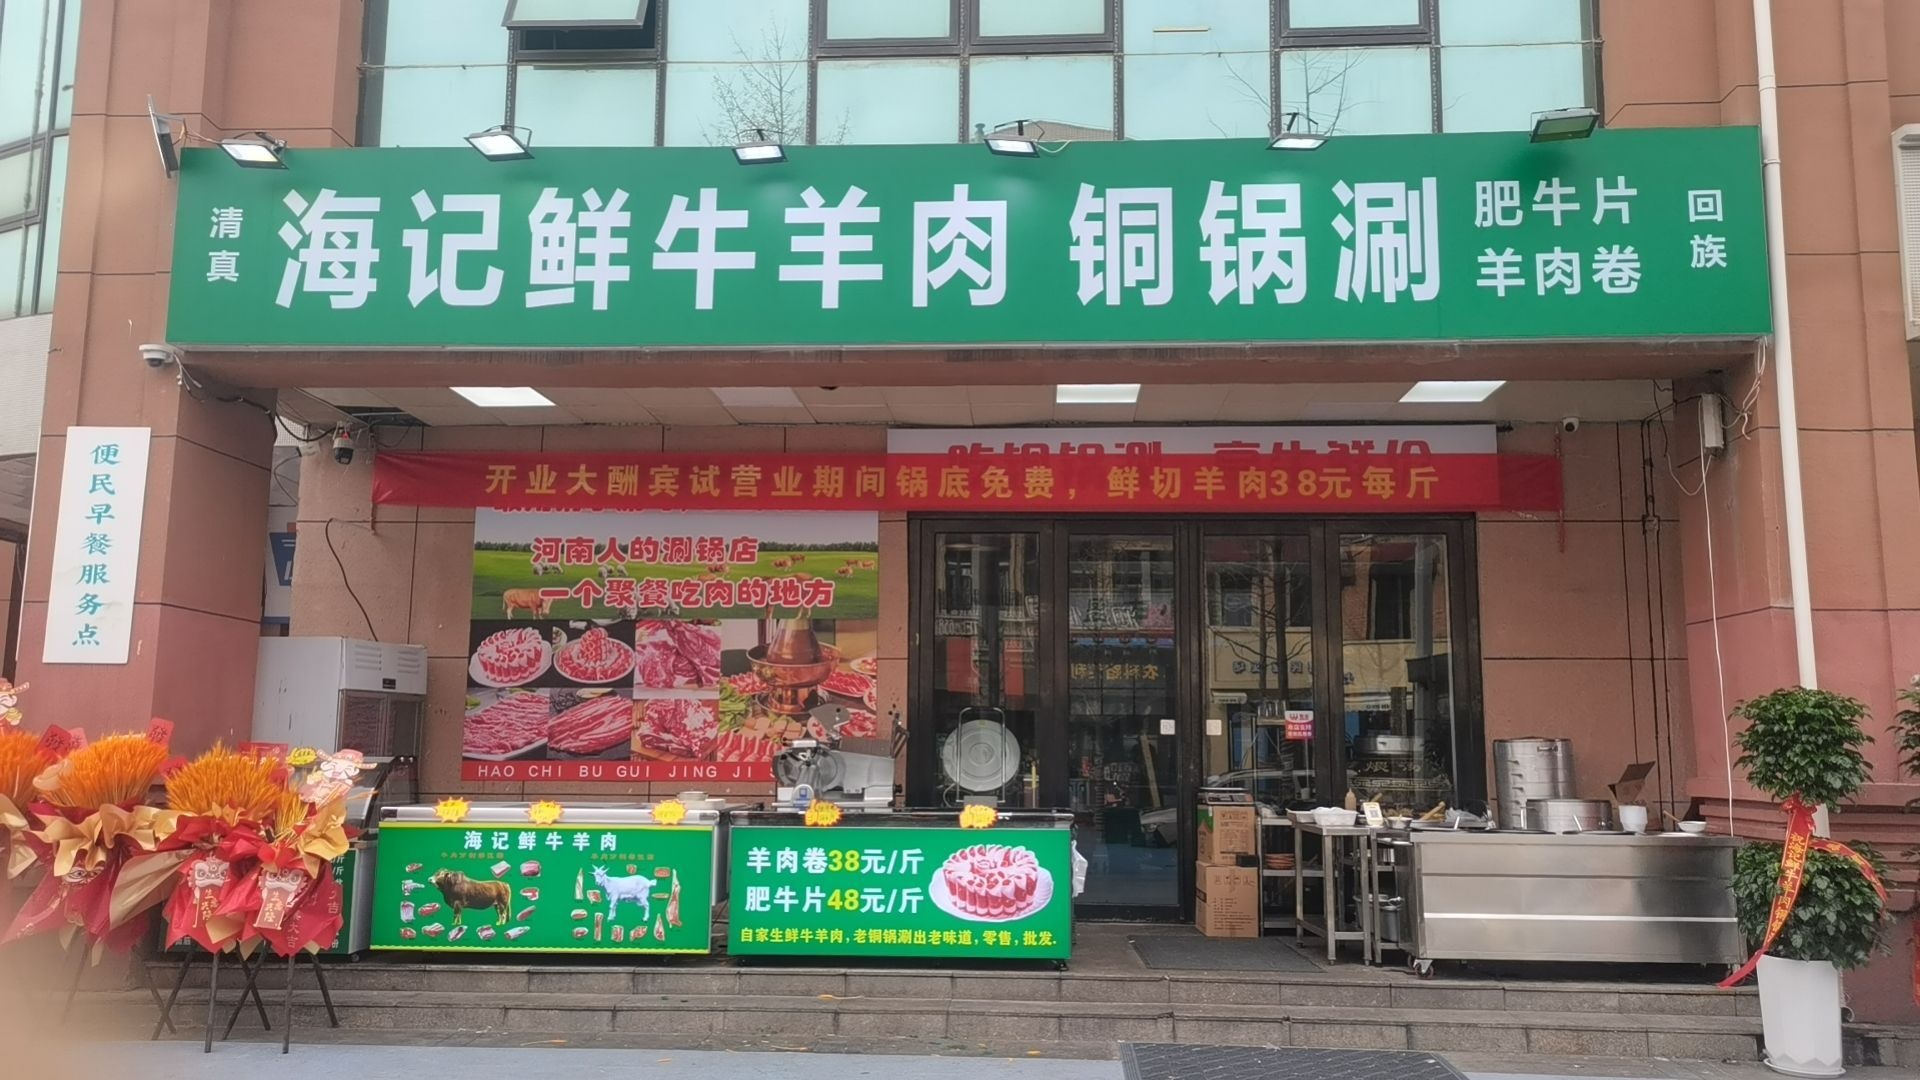 清真
海记鲜牛羊肉 铜锅涮
肥牛片
羊肉卷
回族
便民早餐服务点
开业大酬宾试营业期间锅底免费，鲜切羊肉38元每斤
河南人的涮锅店
一个聚餐吃肉的地方
HAO CHI BU GUI JING JI
海记鲜牛羊肉
羊肉卷38元/斤
肥牛片48元/斤
自家生鲜牛羊肉，老铜锅涮出老味道，零售，批发.